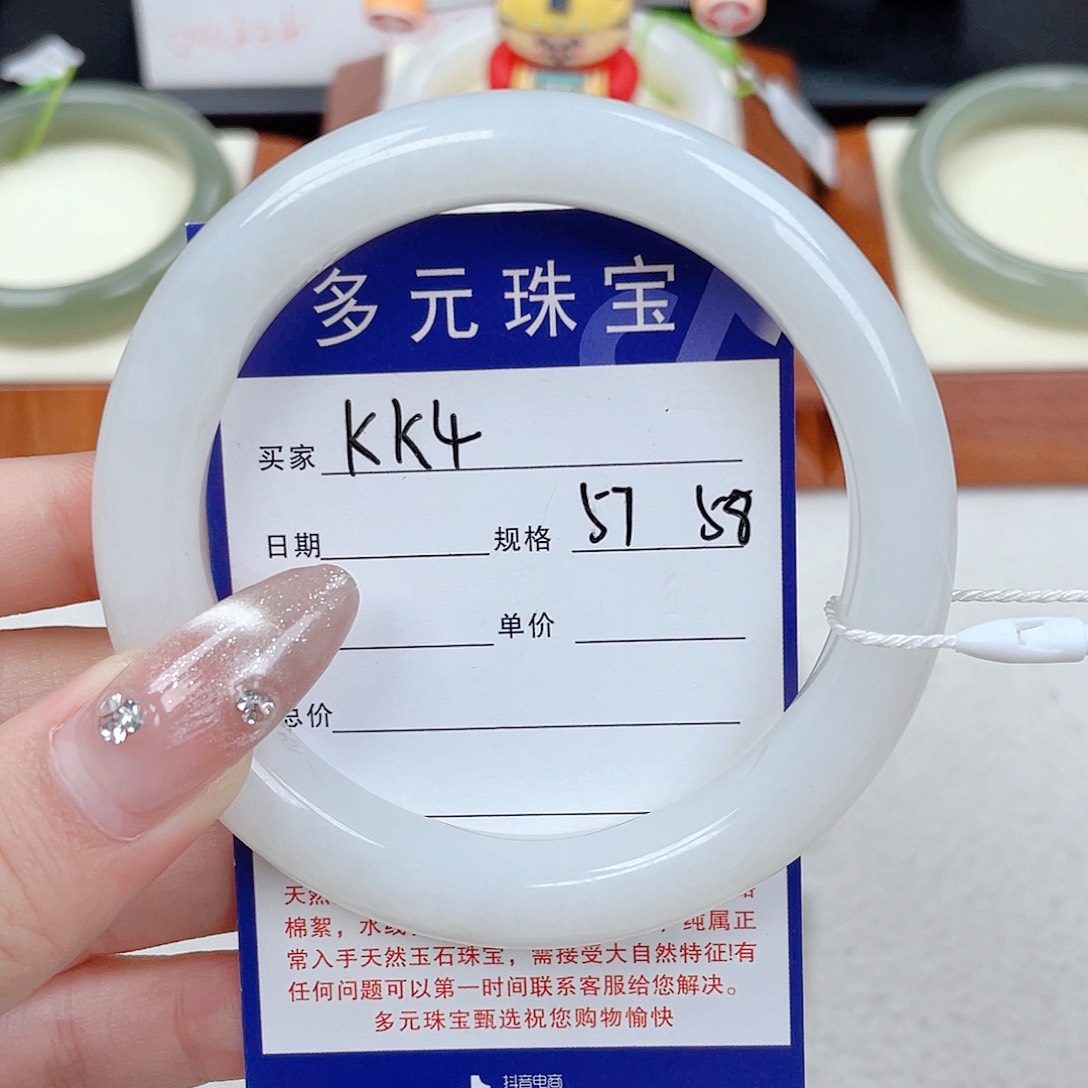 多元珠宝
买家 KK4
日期 规格 57 58
单价
总价
天然
棉絮，水线 纯属正
常入手天然玉石珠宝，需接受大自然特征!有
任何问题可以第一时间联系客服给您解决。
多元珠宝甄选祝您购物愉快
抖音电商